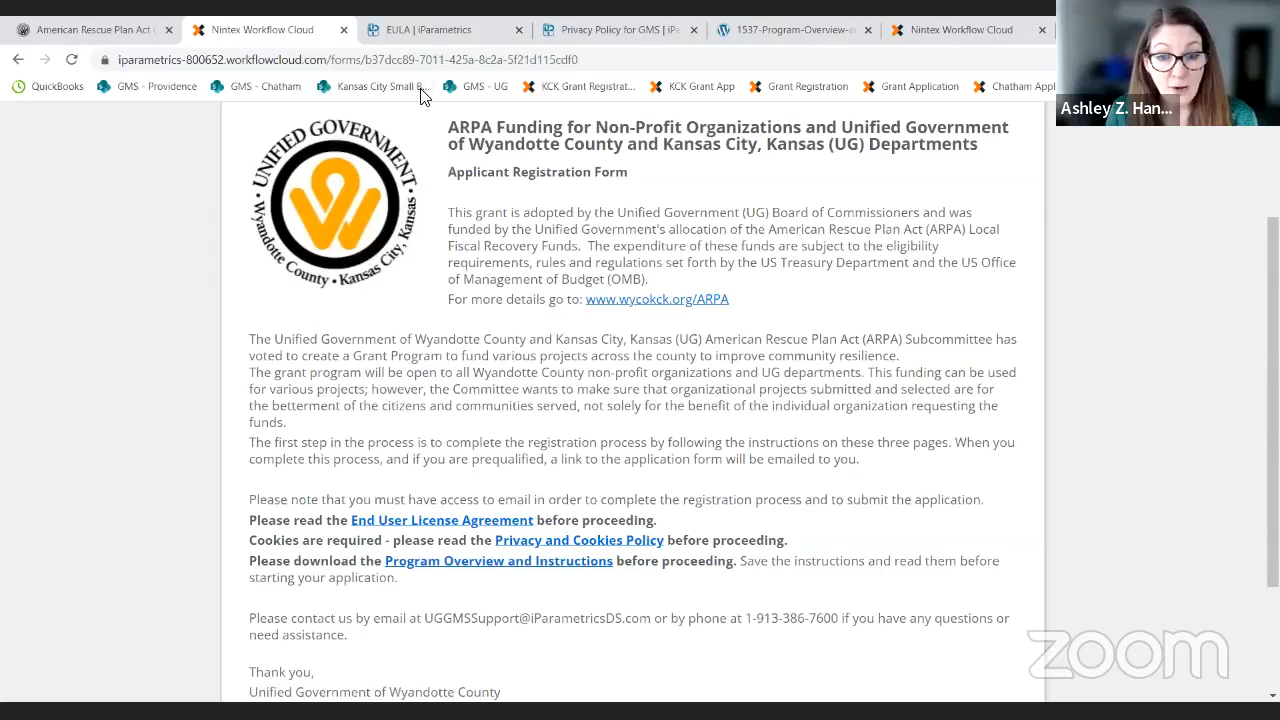 American Rescue Plan Act (
Nintex Workflow Cloud
EULA | iParametrics
Privacy Policy for GMS | iPa
1537-Program-Overview-a
Nintex Workflow Cloud
iparametrics-800652.workflowcloud.com/forms/b37dcc89-7011-425a-8c2a-5f21d115cdf0
QuickBooks
GMS - Providence
GMS - Chatham
Kansas City Small B...
GMS - UG
KCK Grant Registrat...
KCK Grant App
Grant Registration
Grant Application
Chatham Appl
Ashley Z. Han...
UNIFIED GOVERNMENT
Wyandotte County • Kansas City, Kansas
ARPA Funding for Non-Profit Organizations and Unified Government
of Wyandotte County and Kansas City, Kansas (UG) Departments
Applicant Registration Form
This grant is adopted by the Unified Government (UG) Board of Commissioners and was
funded by the Unified Government's allocation of the American Rescue Plan Act (ARPA) Local
Fiscal Recovery Funds. The expenditure of these funds are subject to the eligibility
requirements, rules and regulations set forth by the US Treasury Department and the US Office
of Management of Budget (OMB).
For more details go to: www.wycokck.org/ARPA
The Unified Government of Wyandotte County and Kansas City, Kansas (UG) American Rescue Plan Act (ARPA) Subcommittee has
voted to create a Grant Program to fund various projects across the county to improve community resilience.
The grant program will be open to all Wyandotte County non-profit organizations and UG departments. This funding can be used
for various projects; however, the Committee wants to make sure that organizational projects submitted and selected are for
the betterment of the citizens and communities served, not solely for the benefit of the individual organization requesting the
funds.
The first step in the process is to complete the registration process by following the instructions on these three pages. When you
complete this process, and if you are prequalified, a link to the application form will be emailed to you.
Please note that you must have access to email in order to complete the registration process and to submit the application.
Please read the End User License Agreement before proceeding.
Cookies are required - please read the Privacy and Cookies Policy before proceeding.
Please download the Program Overview and Instructions before proceeding. Save the instructions and read them before
starting your application.
Please contact us by email at UGGMSSupport@iParametricsDS.com or by phone at 1-913-386-7600 if you have any questions or
need assistance.
zoom
Thank you,
Unified Government of Wyandotte County